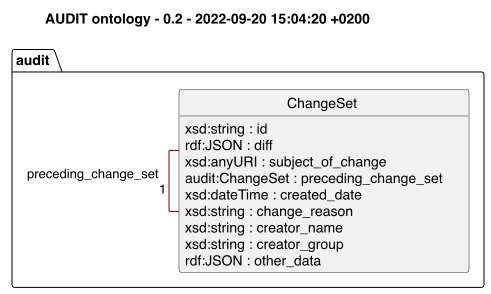 AUDIT ontology - 0.2 - 2022-09-20 15:04:20 +0200
audit
ChangeSet
xsd:string : id
rdf:JSON : diff
xsd:anyURI : subject_of_change
audit:ChangeSet : preceding_change_set
xsd:dateTime : created_date
xsd:string : change_reason
xsd:string : creator_name
xsd:string : creator_group
rdf:JSON : other_data
preceding_change_set
1